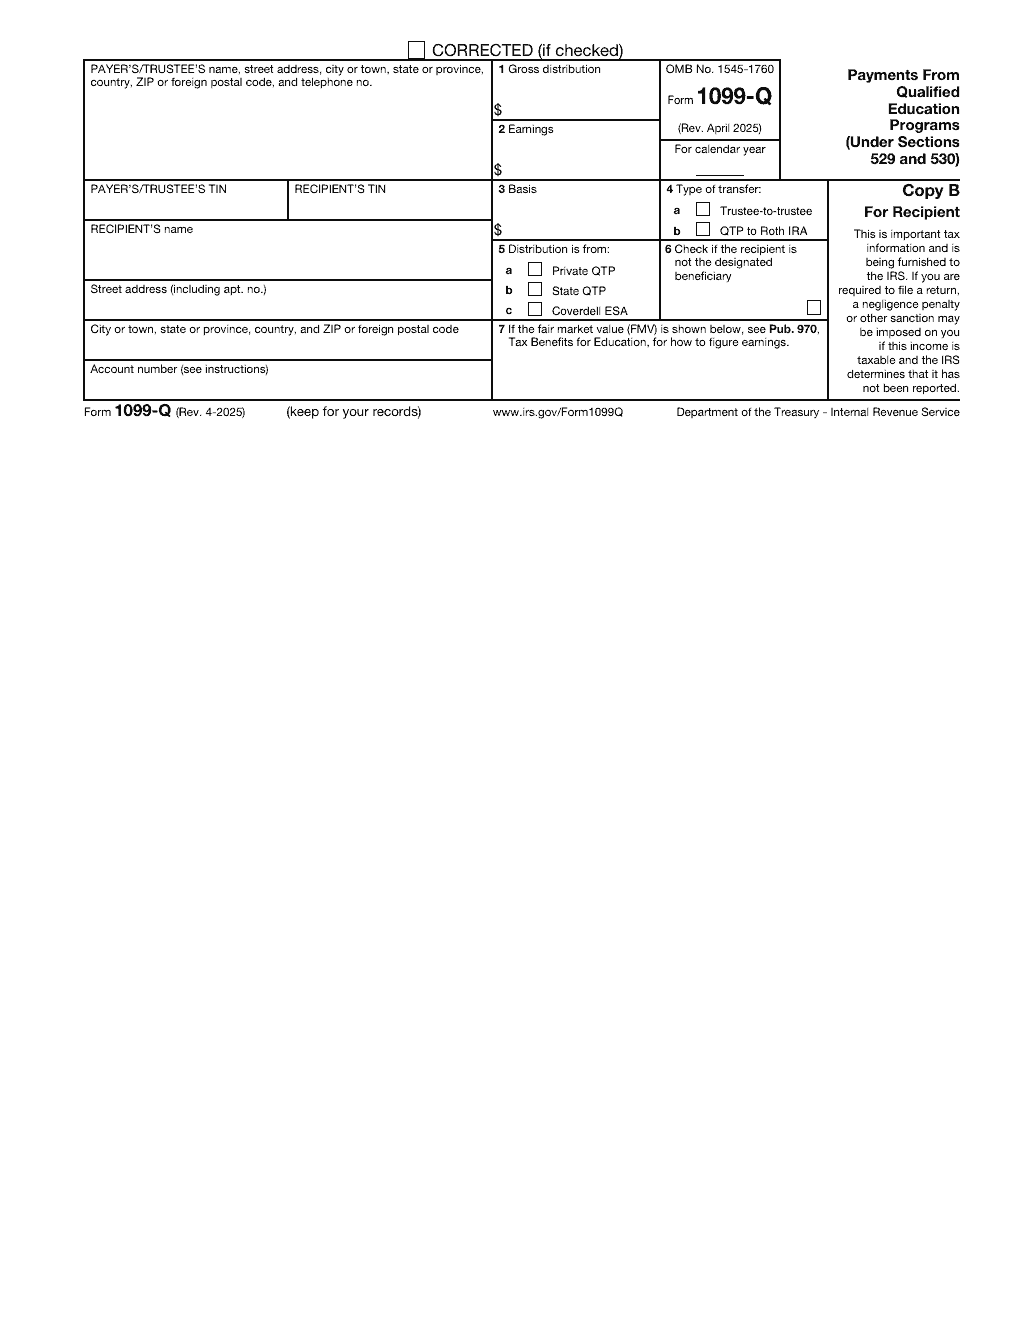 CORRECTED (if checked)
PAYER'S/TRUSTEE'S name, street address, city or town, state or province,
country, ZIP or foreign postal code, and telephone no.
1 Gross distribution
$
2 Earnings
$
OMB No. 1545-1760
Form 1099-Q
(Rev. April 2025)
For calendar year
Payments From
Qualified
Education
Programs
(Under Sections
529 and 530)
PAYER'S/TRUSTEE'S TIN
RECIPIENT'S TIN
3 Basis
$
4 Type of transfer:
a Trustee-to-trustee
b QTP to Roth IRA
Copy B
For Recipient
This is important tax
information and is
being furnished to
the IRS. If you are
required to file a return,
a negligence penalty
or other sanction may
be imposed on you
if this income is
taxable and the IRS
determines that it has
not been reported.
RECIPIENT'S name
5 Distribution is from:
a Private QTP
b State QTP
c Coverdell ESA
6 Check if the recipient is
not the designated
beneficiary
Street address (including apt. no.)
City or town, state or province, country, and ZIP or foreign postal code
7 If the fair market value (FMV) is shown below, see Pub. 970,
Tax Benefits for Education, for how to figure earnings.
Account number (see instructions)
Form 1099-Q (Rev. 4-2025)
(keep for your records)
www.irs.gov/Form1099Q
Department of the Treasury - Internal Revenue Service